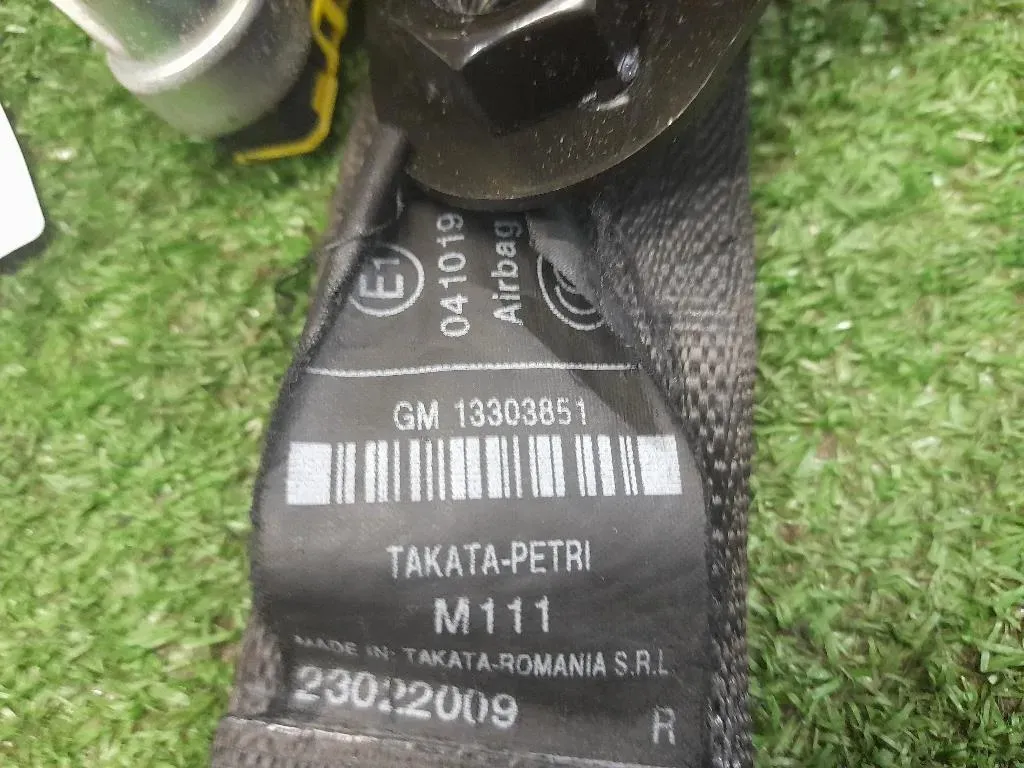 E1
041019
Airbag
GM 13303851
TAKATA-PETRI
M111
MADE IN: TAKATA-ROMANIA S.R.L.
23022009
R